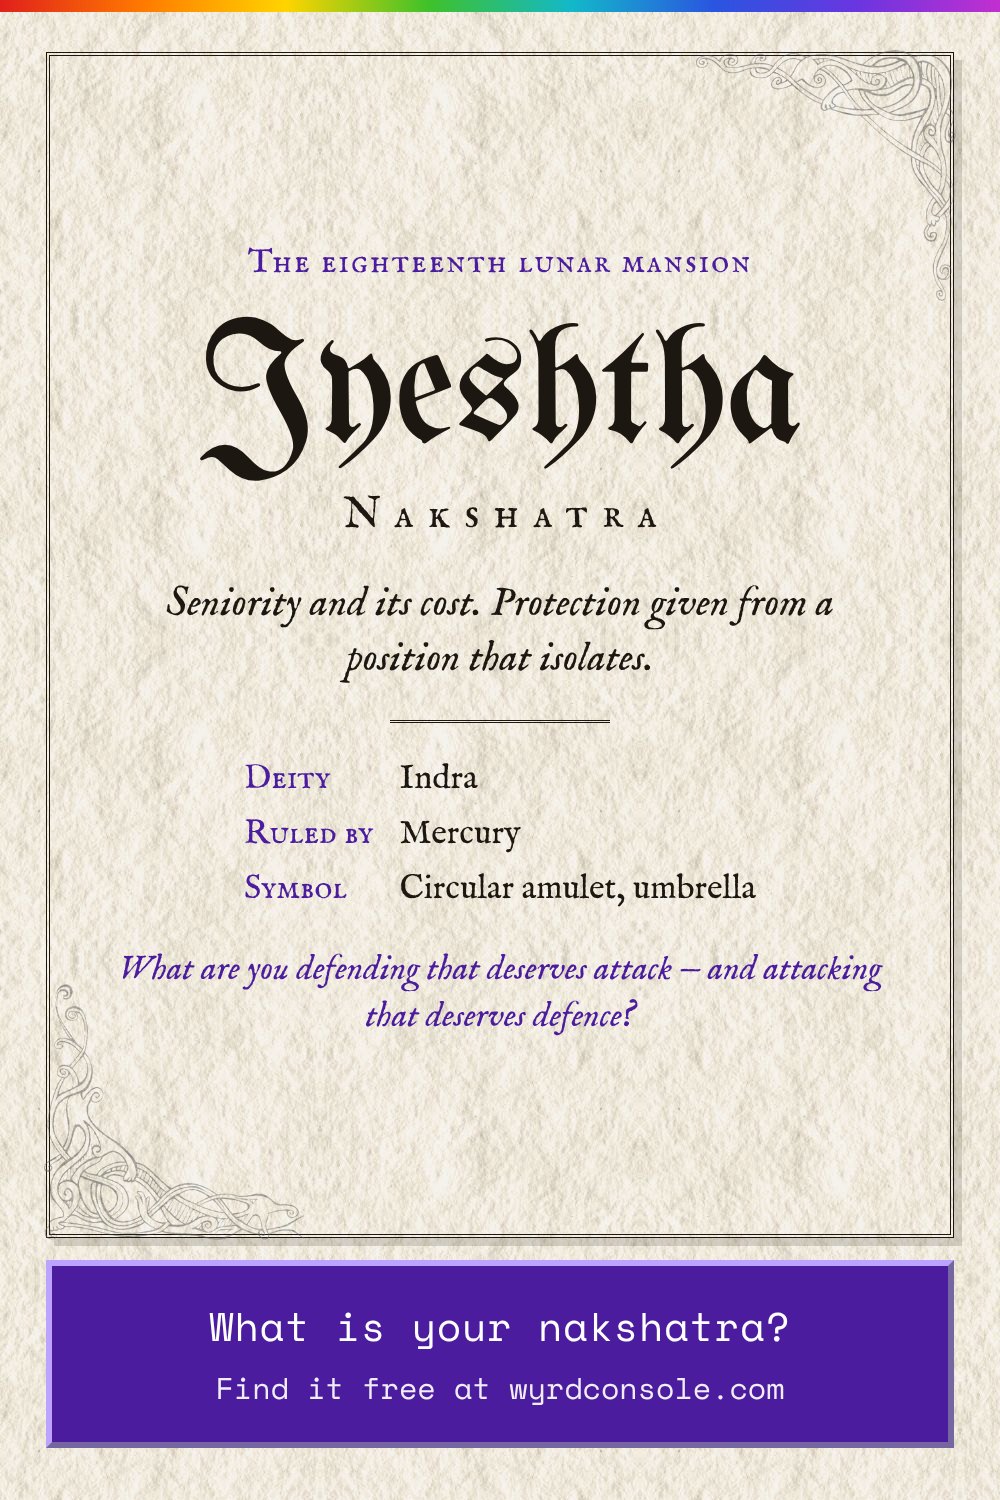 The eighteenth lunar mansion
Jyeshtha
Nakshatra
Seniority and its cost. Protection given from a
position that isolates.
Deity Indra
Ruled by Mercury
Symbol Circular amulet, umbrella
What are you defending that deserves attack — and attacking
that deserves defence?
What is your nakshatra?
Find it free at wyrdconsole.com